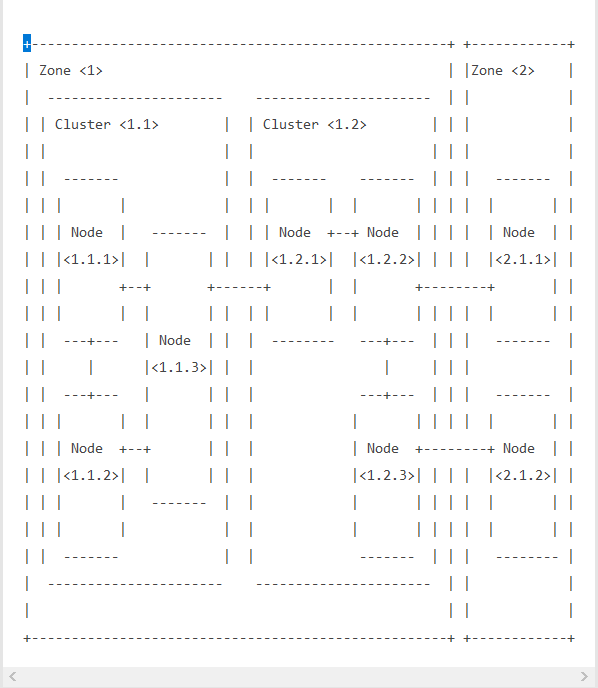 +----------------------------------------------------+ +------------+
| Zone <1>                                           | |Zone <2>    |
|  ----------------------    ----------------------  | |            |
| | Cluster <1.1>        |  | Cluster <1.2>        | | |            |
| |                      |  |                      | | |            |
| |  -------             |  |  -------    -------  | | |   -------  |
| | |       |            |  | |       |  |       | | | |  |       | |
| | | Node  |   -------  |  | | Node  +--+ Node  | | | |  | Node  | |
| | |<1.1.1>|  |       | |  | |<1.2.1>|  |<1.2.2>| | | |  |<2.1.1>| |
| | |       +--+       +------+       |  |       +--------+       | |
| | |       |  |       | |  | |       |  |       | | | |  |       | |
| |  ---+---   | Node  | |  |  --------   ---+---  | | |   -------  |
| |     |      |<1.1.3>| |  |                |     | | |            |
| |  ---+---   |       | |  |             ---+---  | | |   -------  |
| | |       |  |       | |  |            |       | | | |  |       | |
| | | Node  +--+       | |  |            | Node  +--------+ Node  | |
| | |<1.1.2>|  |       | |  |            |<1.2.3>| | | |  |<2.1.2>| |
| | |       |   -------  |  |            |       | | | |  |       | |
| | |       |            |  |            |       | | | |  |       | |
| |  -------             |  |             -------  | | |   -------- |
|  ----------------------    ----------------------  | |            |
|                                                    | |            |
+----------------------------------------------------+ +------------+